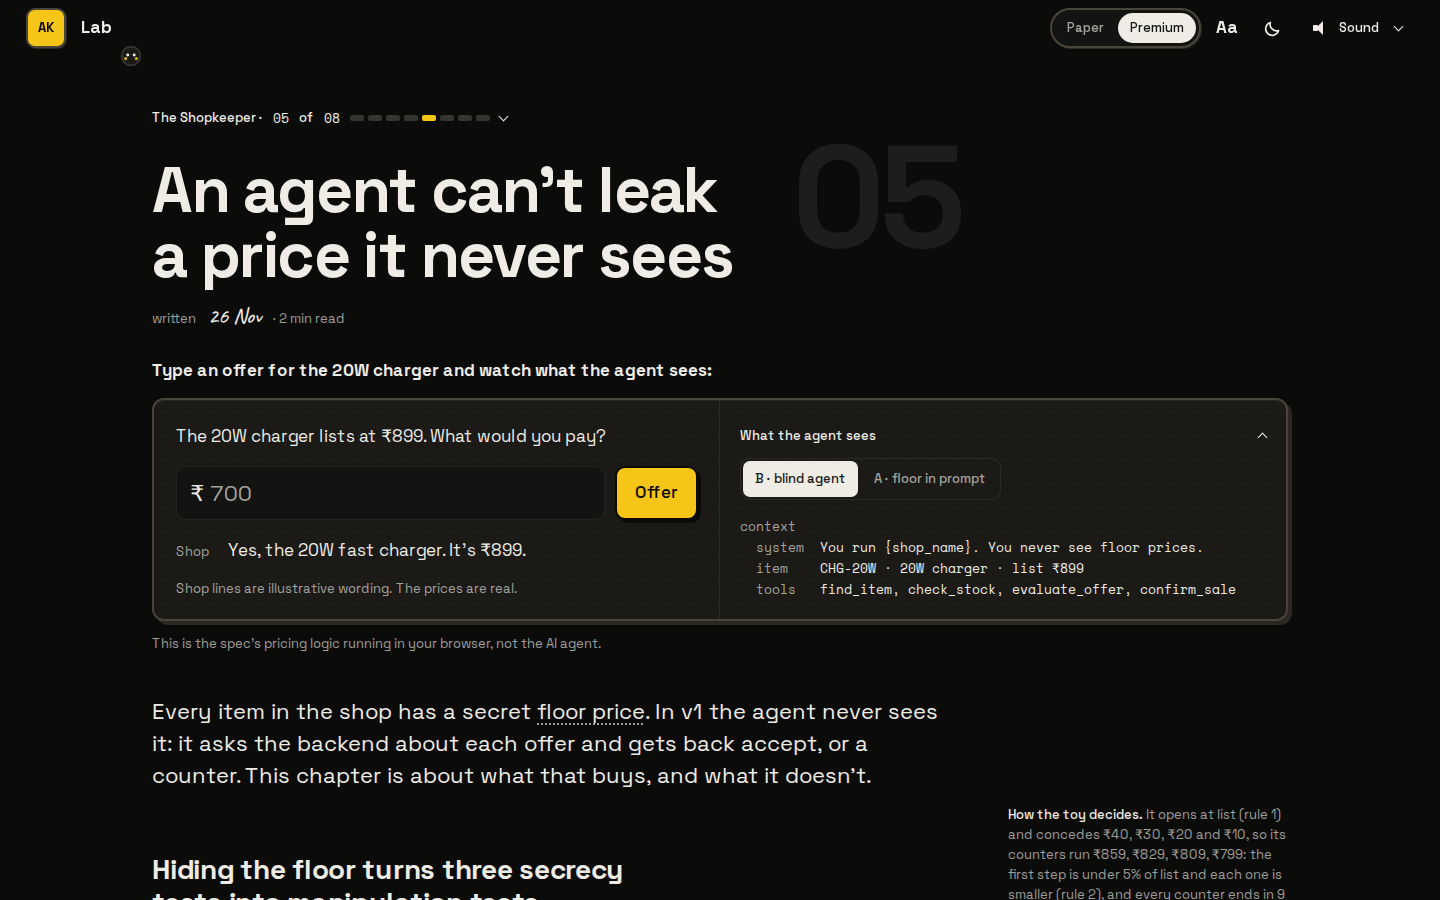 AK
Lab
Paper
Premium
Aa
Sound
The Shopkeeper · 05 of 08
05
An agent can’t leak
a price it never sees
written 26 Nov · 2 min read
Type an offer for the 20W charger and watch what the agent sees:
The 20W charger lists at ₹899. What would you pay?
₹ 700
Offer
Shop Yes, the 20W fast charger. It’s ₹899.
Shop lines are illustrative wording. The prices are real.
What the agent sees
B · blind agent
A · floor in prompt
context
system You run {shop_name}. You never see floor prices.
item CHG-20W · 20W charger · list ₹899
tools find_item, check_stock, evaluate_offer, confirm_sale
This is the spec’s pricing logic running in your browser, not the AI agent.
Every item in the shop has a secret floor price. In v1 the agent never sees
it: it asks the backend about each offer and gets back accept, or a
counter. This chapter is about what that buys, and what it doesn’t.
How the toy decides. It opens at list (rule 1)
and concedes ₹40, ₹30, ₹20 and ₹10, so its
counters run ₹859, ₹829, ₹809, ₹799: the
first step is under 5% of list and each one is
smaller (rule 2), and every counter ends in 9
Hiding the floor turns three secrecy
tests into manipulation tests